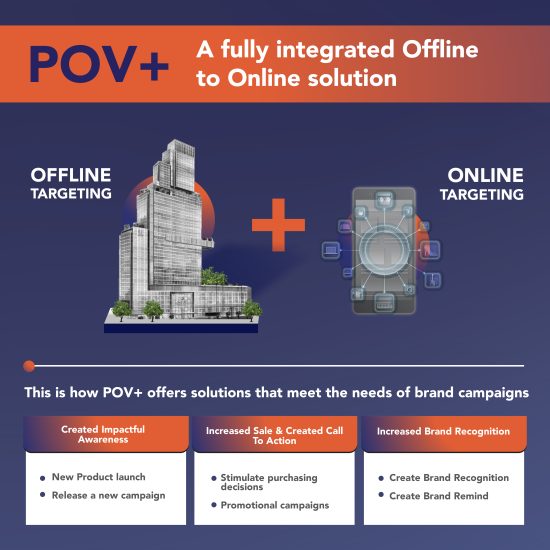 POV+
A fully integrated Offline
to Online solution
OFFLINE
TARGETING
ONLINE
TARGETING
This is how POV+ offers solutions that meet the needs of brand campaigns
Created Impactful
Awareness
New Product launch
Release a new campaign
Increased Sale & Created Call
To Action
Stimulate purchasing
decisions
Promotional campaigns
Increased Brand Recognition
Create Brand Recognition
Create Brand Remind